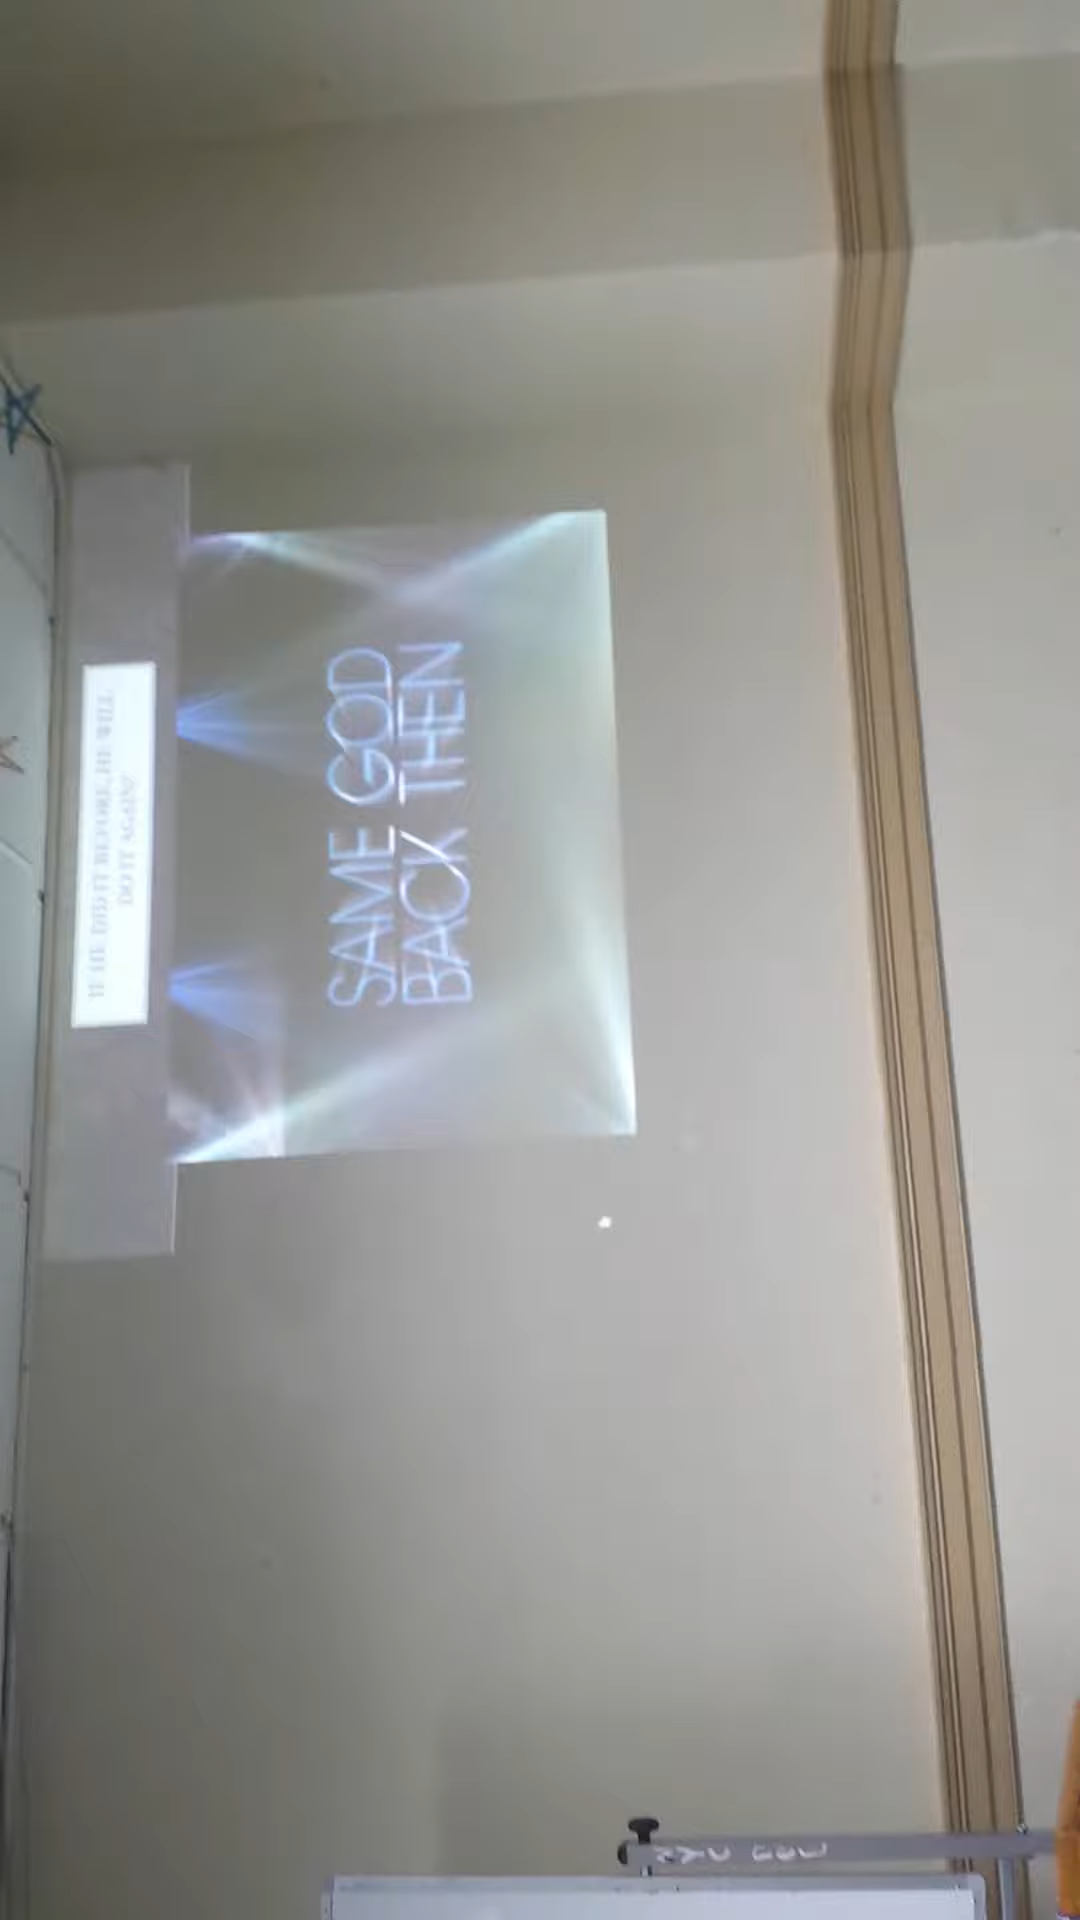 IF HE DID IT BEFORE, HE WILL
DO IT AGAIN!
SAME GOD
BACK THEN